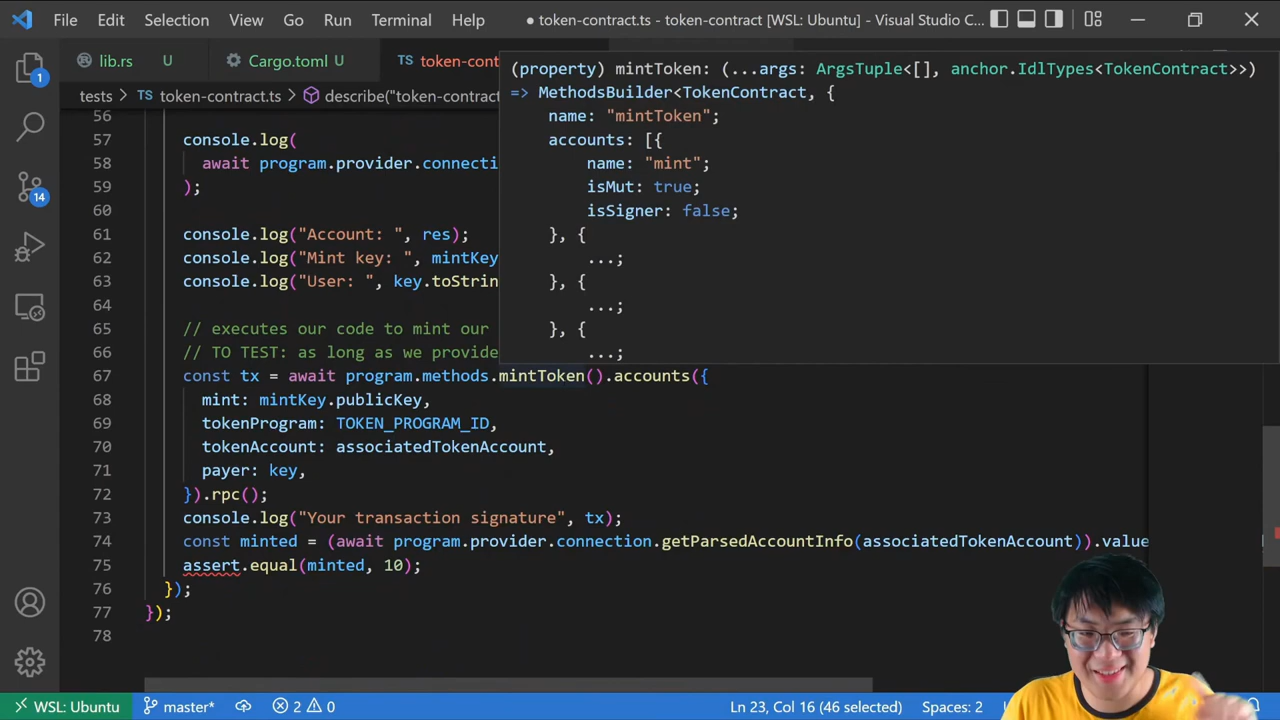 File Edit Selection View Go Run Terminal Help ● token-contract.ts - token-contract [WSL: Ubuntu] - Visual Studio C...
lib.rs U Cargo.toml U TS token-cont
tests > TS token-contract.ts > describe("token-contract
(property) mintToken: (...args: ArgsTuple<[], anchor.IdlTypes<TokenContract>>)
=> MethodsBuilder<TokenContract, {
name: "mintToken";
accounts: [{
name: "mint";
isMut: true;
isSigner: false;
}, {
...;
}, {
...;
}, {
...;
56
57 console.log(
58 await program.provider.connecti
59 );
60
61 console.log("Account: ", res);
62 console.log("Mint key: ", mintKey
63 console.log("User: ", key.toStrin
64
65 // executes our code to mint our
66 // TO TEST: as long as we provide
67 const tx = await program.methods.mintToken().accounts({
68 mint: mintKey.publicKey,
69 tokenProgram: TOKEN_PROGRAM_ID,
70 tokenAccount: associatedTokenAccount,
71 payer: key,
72 }).rpc();
73 console.log("Your transaction signature", tx);
74 const minted = (await program.provider.connection.getParsedAccountInfo(associatedTokenAccount)).value
75 assert.equal(minted, 10);
76 });
77 });
78
1
14
WSL: Ubuntu master* 2 0 Ln 23, Col 16 (46 selected) Spaces: 2